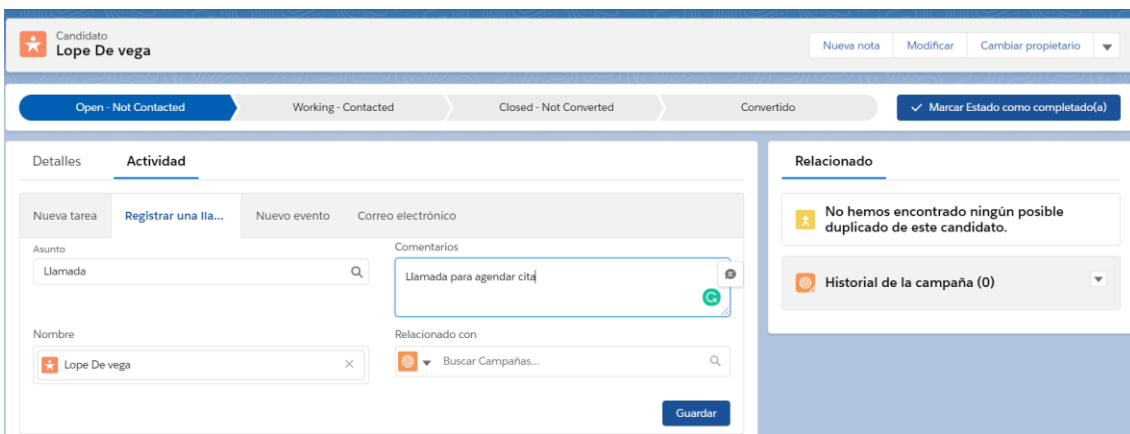 Candidato
Lope De vega
Nueva nota
Modificar
Cambiar propietario
Open - Not Contacted
Working - Contacted
Closed - Not Converted
Convertido
Marcar Estado como completado(a)
Detalles
Actividad
Nueva tarea
Registrar una lla...
Nuevo evento
Correo electrónico
Asunto
Llamada
Comentarios
Llamada para agendar cita
Nombre
Lope De vega
Relacionado con
Buscar Campañas...
Guardar
Relacionado
No hemos encontrado ningún posible
duplicado de este candidato.
Historial de la campaña (0)